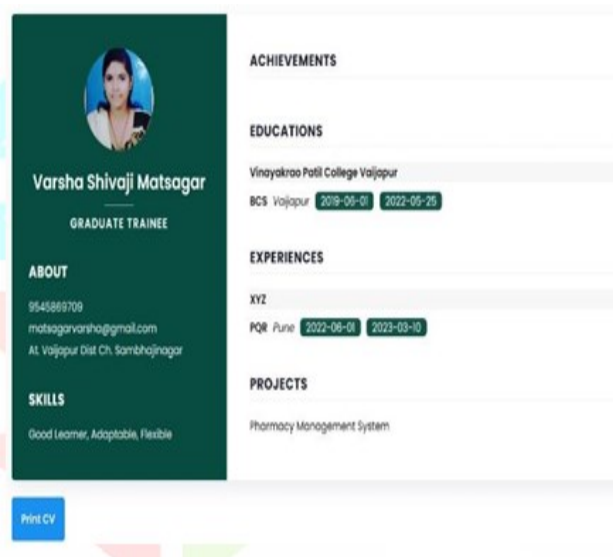 Varsha Shivaji Matsagar
GRADUATE TRAINEE
ABOUT
9545869709
matsagarvarsha@gmail.com
At. Vaijapur Dist Ch. Sambhajinagar
SKILLS
Good Learner, Adaptable, Flexible
ACHIEVEMENTS
EDUCATIONS
Vinayakrao Patil College Vaijapur
BCS Vaijapur 2019-06-01 2022-05-25
EXPERIENCES
XYZ
PQR Pune 2022-06-01 2023-03-10
PROJECTS
Pharmacy Management System
Print CV